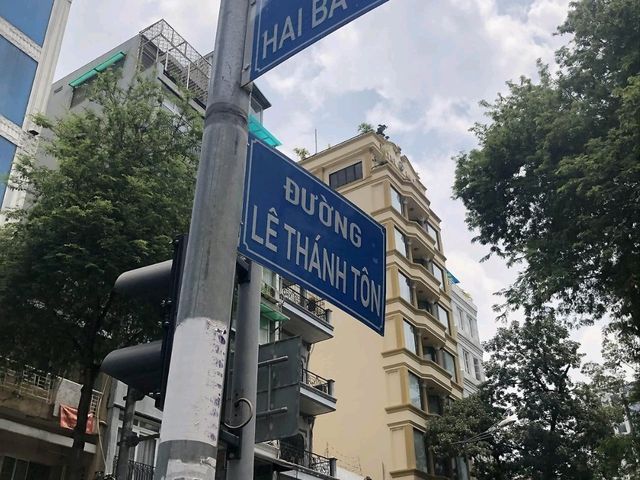 HAI BÀ
ĐƯỜNG
LÊ THÁNH TÔN